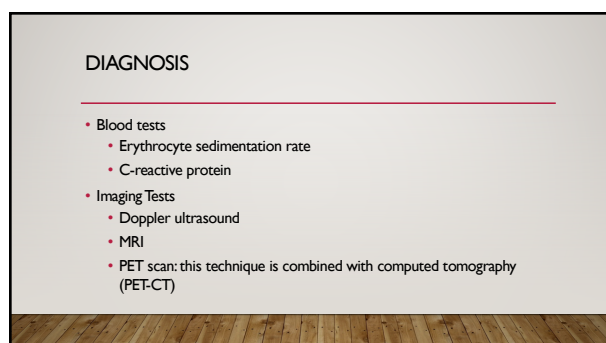 DIAGNOSIS
• Blood tests
• Erythrocyte sedimentation rate
• C-reactive protein
• Imaging Tests
• Doppler ultrasound
• MRI
• PET scan: this technique is combined with computed tomography
(PET-CT)